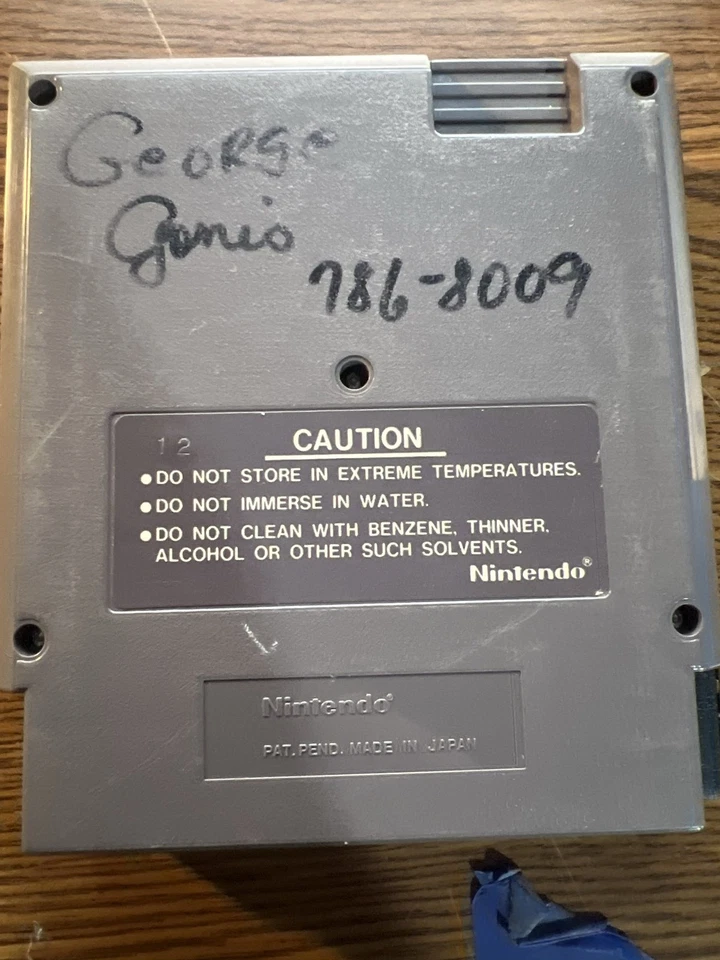 George
Janio
786-8009
12
CAUTION
●DO NOT STORE IN EXTREME TEMPERATURES.
●DO NOT IMMERSE IN WATER.
●DO NOT CLEAN WITH BENZENE, THINNER,
ALCOHOL OR OTHER SUCH SOLVENTS.
Nintendo®
Nintendo®
PAT. PEND. MADE IN JAPAN